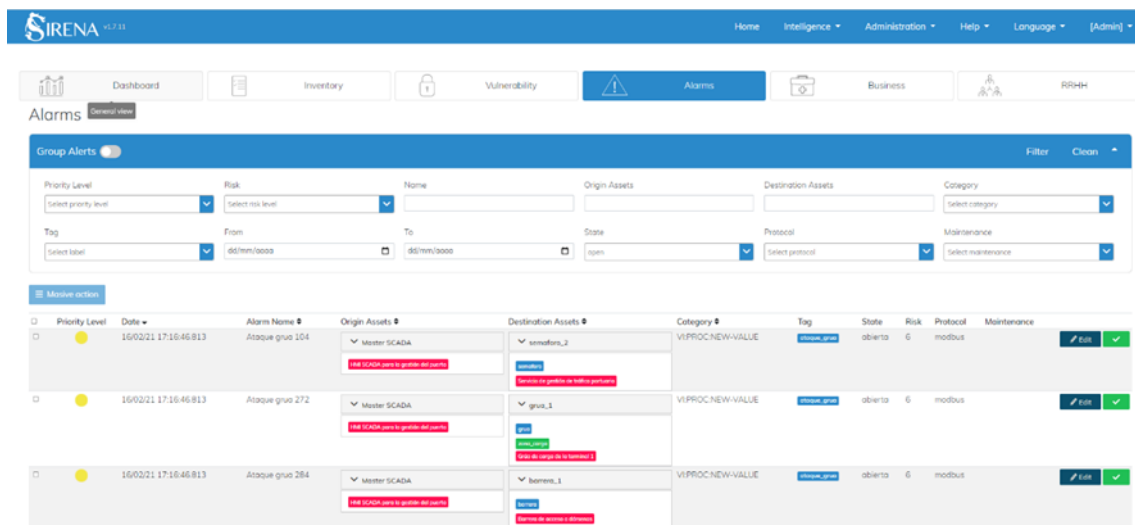 SIRENA v1.7.11
Home Intelligence Administration Help Language [Admin]
Dashboard Inventory Vulnerability Alarms Business RRHH
General view
Alarms
Group Alerts Filter Clean
Priority Level Risk Name Origin Assets Destination Assets Category
Select priority level Select risk level Select category
Tag From To State Protocol Maintenance
Select label dd/mm/aaaa dd/mm/aaaa open Select protocol Select maintenance
Masive action
Priority Level Date Alarm Name Origin Assets Destination Assets Category Tag State Risk Protocol Maintenance
16/02/21 17:16:46.813 Ataque grua 104 Master SCADA semaforo_2 VI:PROC:NEW-VALUE ataque_grua abierta 6 modbus Edit
HMI SCADA para la gestión del puerto semaforo
Servicio de gestión de tráfico portuario
16/02/21 17:16:46.813 Ataque grua 272 Master SCADA grua_1 VI:PROC:NEW-VALUE ataque_grua abierta 6 modbus Edit
HMI SCADA para la gestión del puerto grua
Grúa de carga de la terminal 1
16/02/21 17:16:46.813 Ataque grua 284 Master SCADA barrera_1 VI:PROC:NEW-VALUE ataque_grua abierta 6 modbus Edit
HMI SCADA para la gestión del puerto barrera
Barrera de acceso a